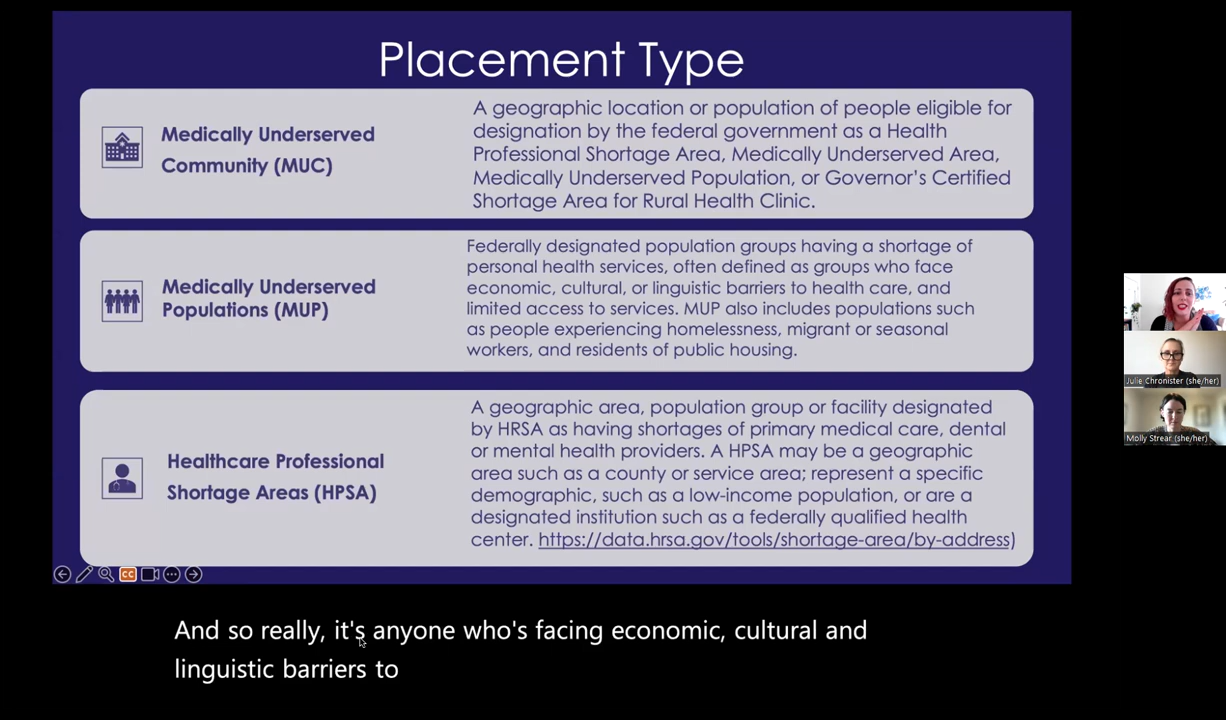 Placement Type
Medically Underserved
Community (MUC)
A geographic location or population of people eligible for
designation by the federal government as a Health
Professional Shortage Area, Medically Underserved Area,
Medically Underserved Population, or Governor's Certified
Shortage Area for Rural Health Clinic.
Medically Underserved
Populations (MUP)
Federally designated population groups having a shortage of
personal health services, often defined as groups who face
economic, cultural, or linguistic barriers to health care, and
limited access to services. MUP also includes populations such
as people experiencing homelessness, migrant or seasonal
workers, and residents of public housing.
Healthcare Professional
Shortage Areas (HPSA)
A geographic area, population group or facility designated
by HRSA as having shortages of primary medical care, dental
or mental health providers. A HPSA may be a geographic
area such as a county or service area; represent a specific
demographic, such as a low-income population, or are a
designated institution such as a federally qualified health
center. https://data.hrsa.gov/tools/shortage-area/by-address)
CC
Julie Chronister (she/her)
Molly Strear (she/her)
And so really, it's anyone who's facing economic, cultural and
linguistic barriers to